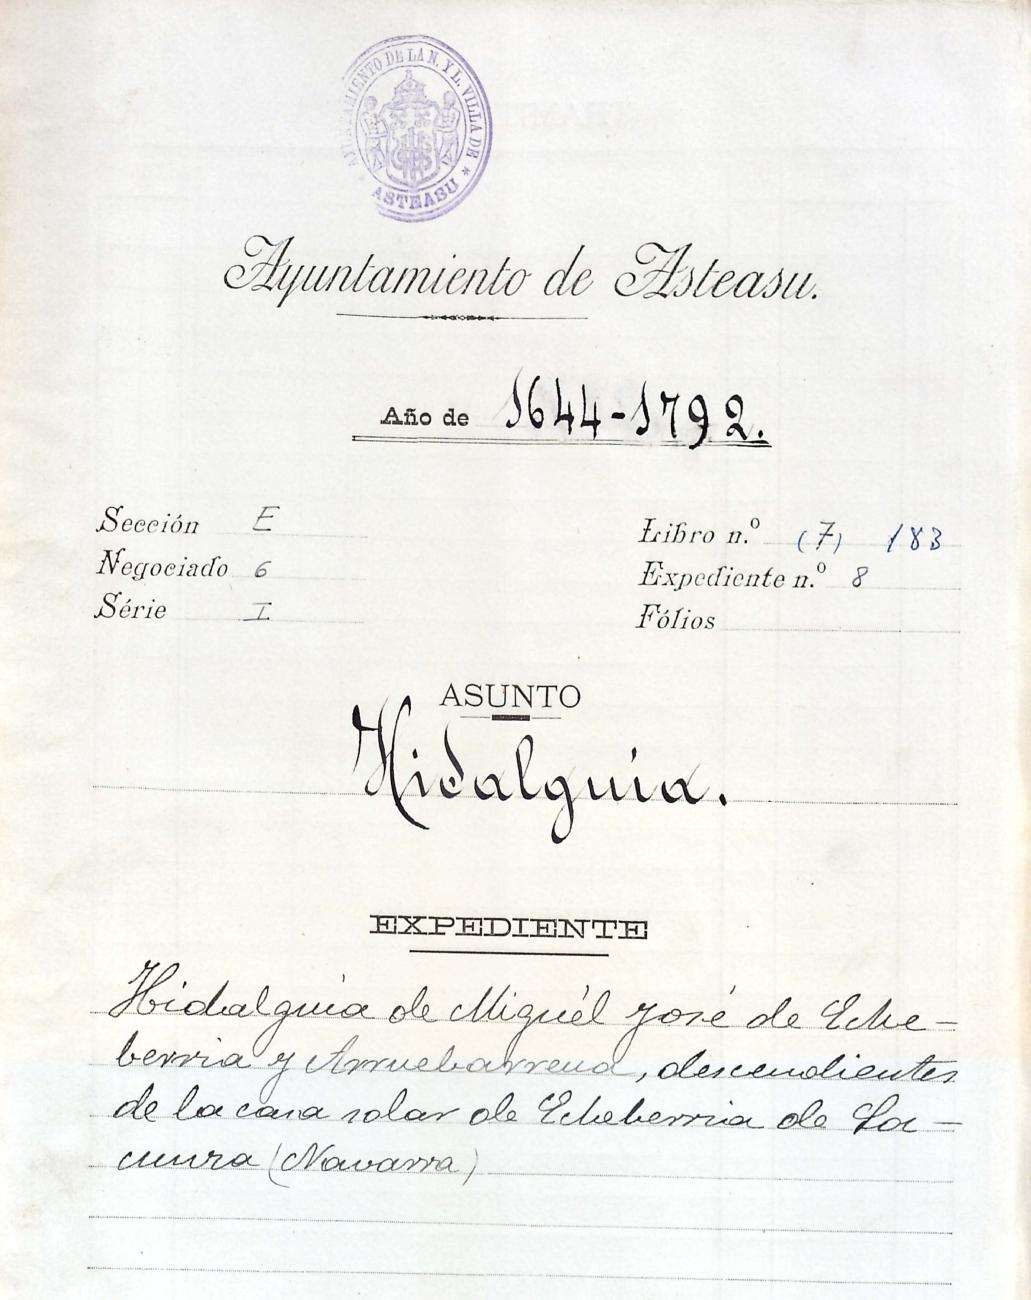 AYUNTAMIENTO DE LA N. Y L. VILLA DE * ASTEASU
Ayuntamiento de Asteasu.
Año de 1644-1792.
Sección E
Negociado 6
Série I
Libro n.º (7) 183
Expediente n.º 8
Fólios
ASUNTO
Hidalguia.
EXPEDIENTE
Hidalguía de Miguél José de Eche-
berria y Arruebarrena, descendientes
de la casa solar de Echeberria de La-
cunza (Navarra)